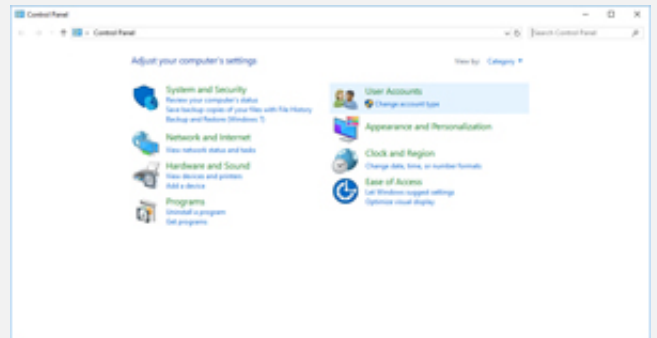 Control Panel
Control Panel
Search Control Panel
Adjust your computer's settings
View by: Category
System and Security
Review your computer's status
Save backup copies of your files with File History
Backup and Restore (Windows 7)
Network and Internet
View network status and tasks
Hardware and Sound
View devices and printers
Add a device
Programs
Uninstall a program
Get programs
User Accounts
Change account type
Appearance and Personalization
Clock and Region
Change date, time, or number formats
Ease of Access
Let Windows suggest settings
Optimize visual display